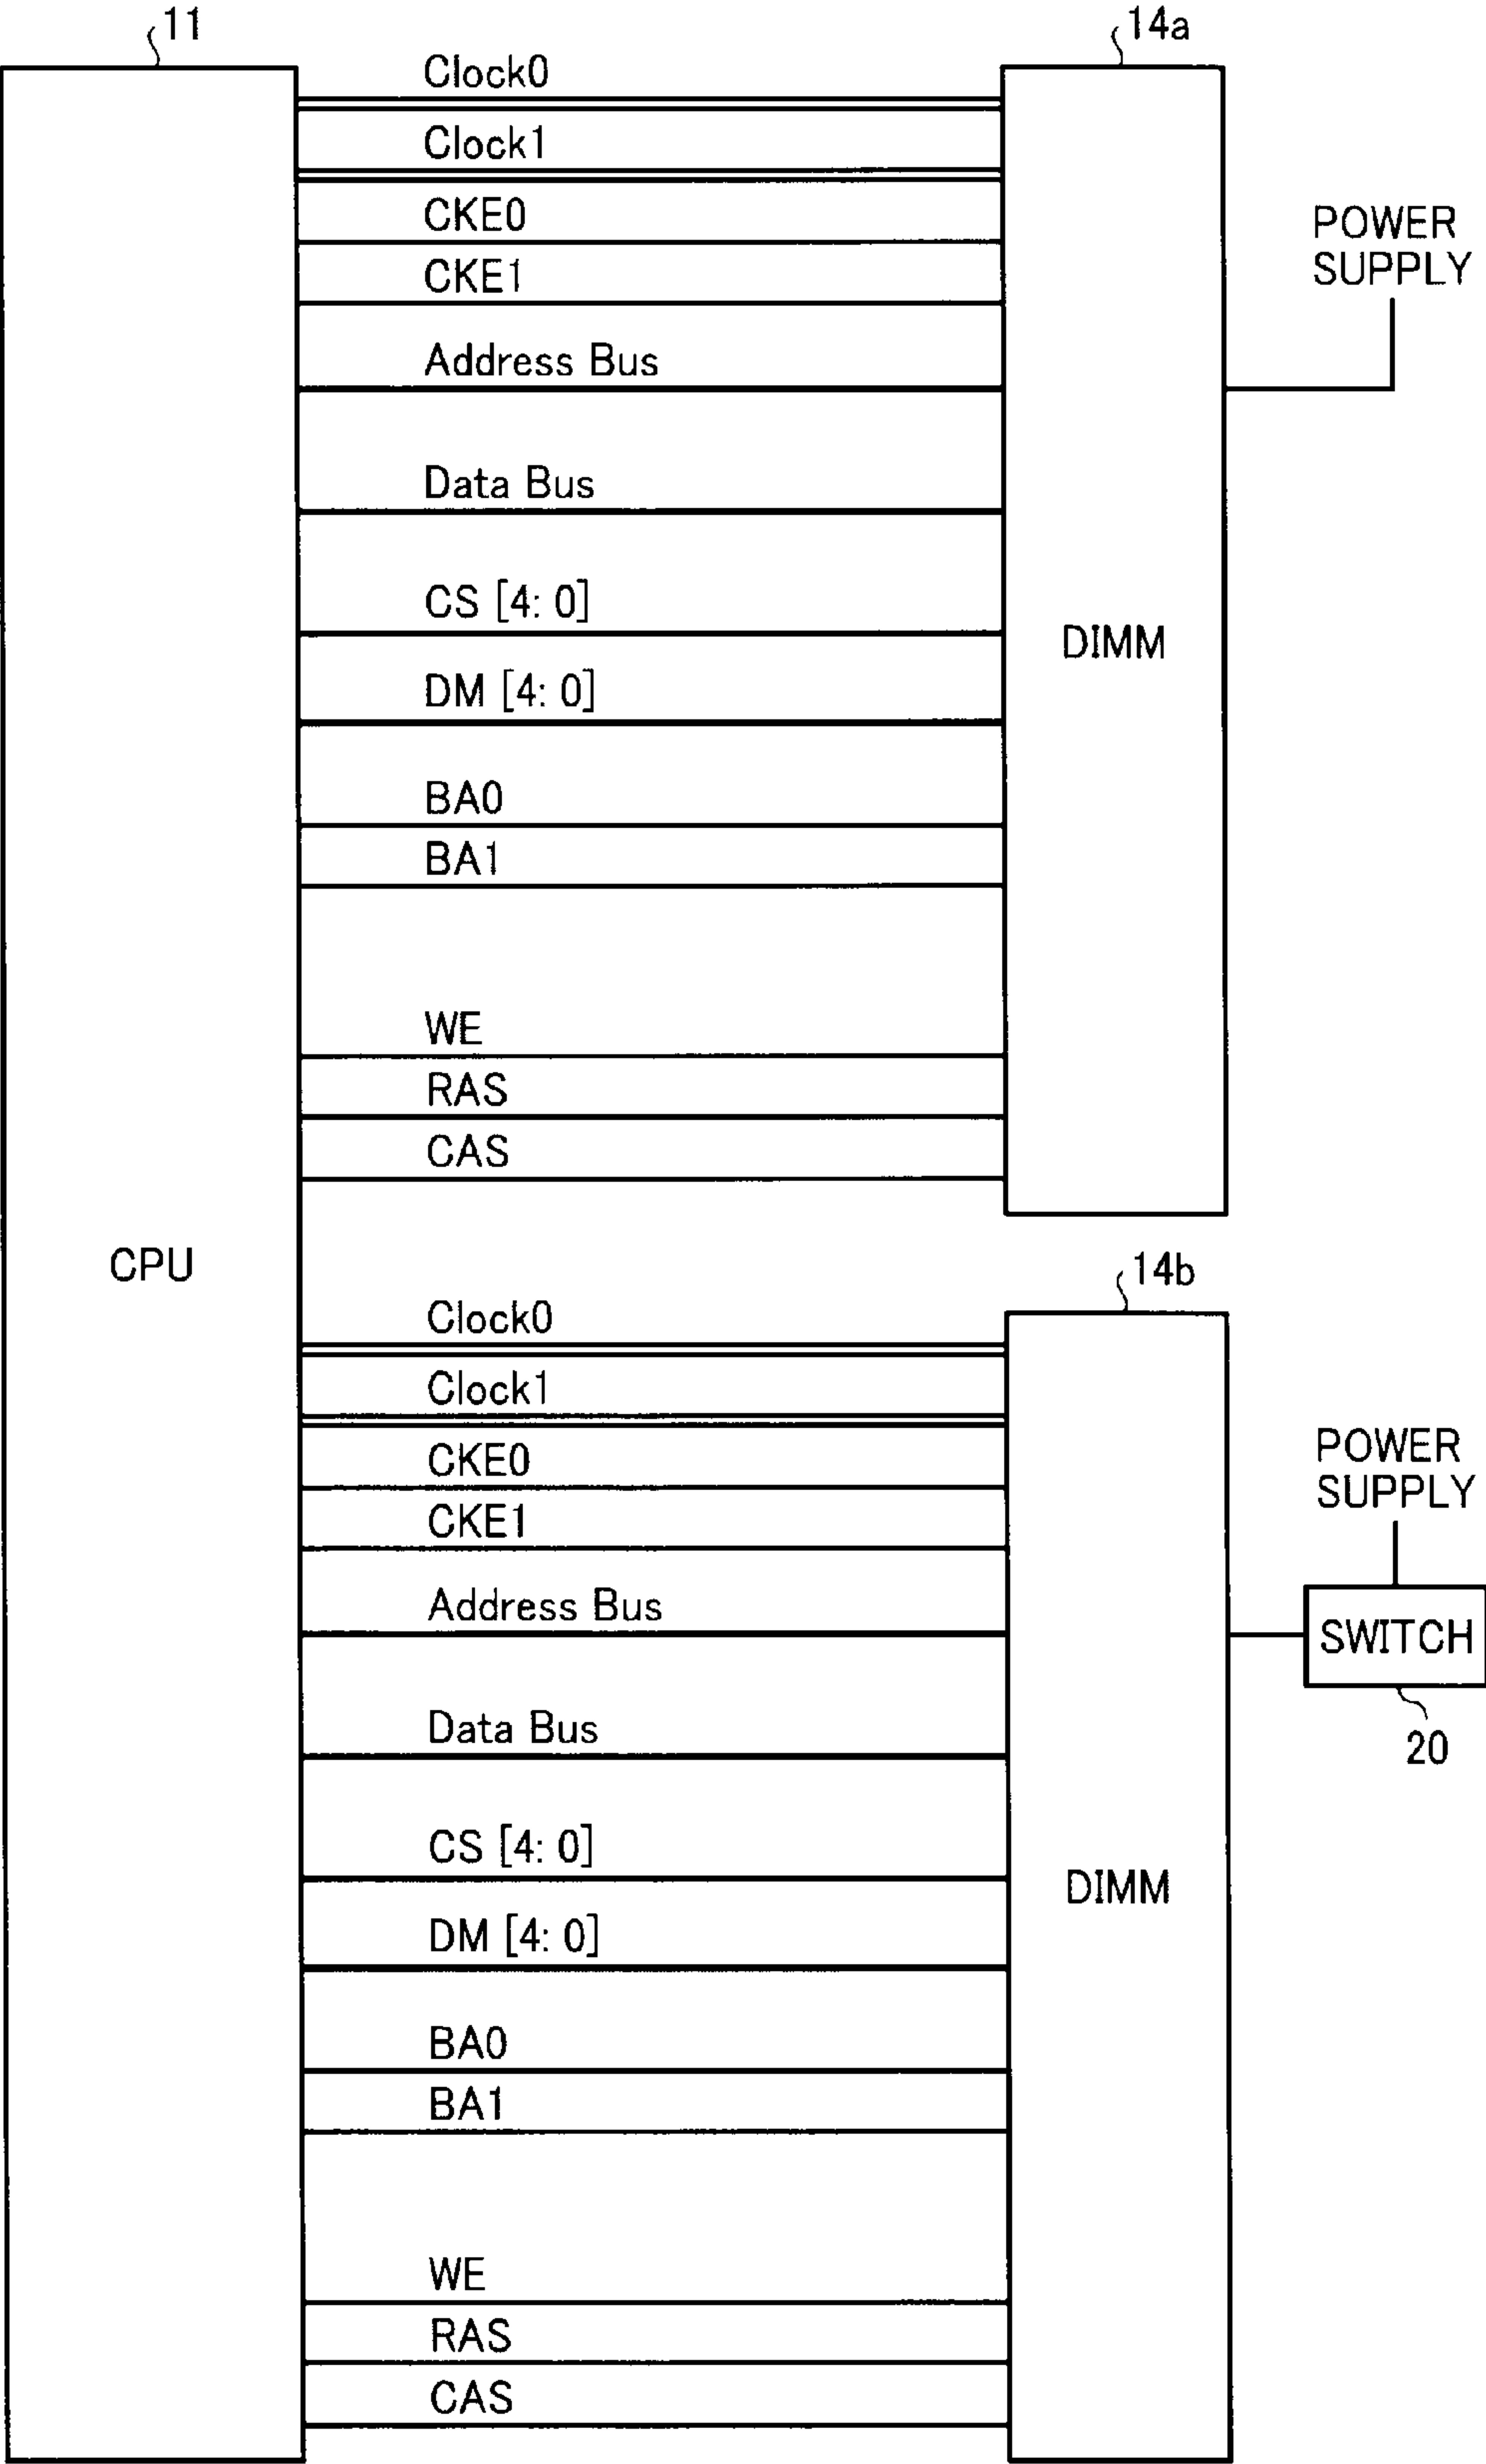 11
14a
Clock0
Clock1
CKE0
CKE1
Address Bus
Data Bus
CS [4: 0]
DM [4: 0]
BA0
BA1
WE
RAS
CAS
DIMM
POWER
SUPPLY
CPU
14b
Clock0
Clock1
CKE0
CKE1
Address Bus
Data Bus
CS [4: 0]
DM [4: 0]
BA0
BA1
WE
RAS
CAS
DIMM
POWER
SUPPLY
SWITCH
20